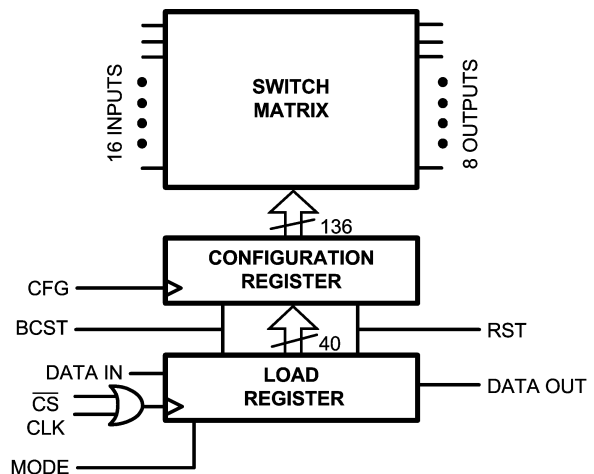 SWITCH
MATRIX
16 INPUTS
8 OUTPUTS
136
CONFIGURATION
REGISTER
CFG
BCST
RST
40
DATA IN
LOAD
REGISTER
DATA OUT
CS
CLK
MODE